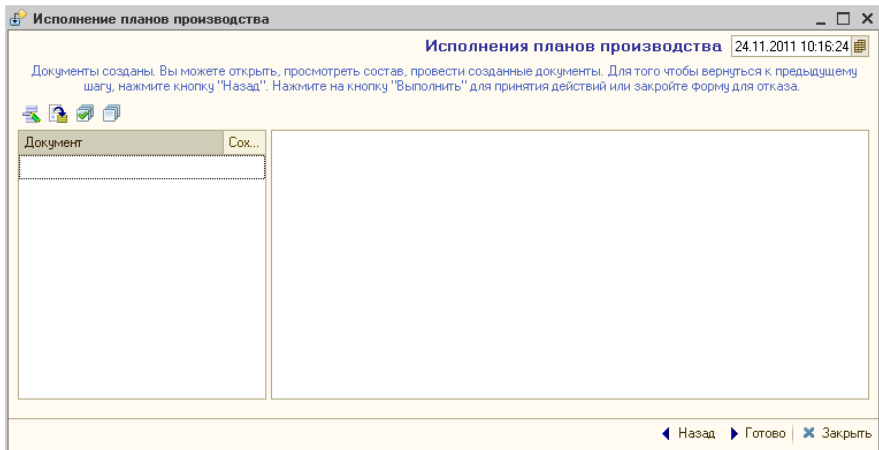 Исполнение планов производства
Исполнения планов производства 24.11.2011 10:16:24
Документы созданы. Вы можете открыть, просмотреть состав, провести созданные документы. Для того чтобы вернуться к предыдущему
шагу, нажмите кнопку "Назад". Нажмите на кнопку "Выполнить" для принятия действий или закройте форму для отказа.
Документ Сох...
Назад Готово Закрыть